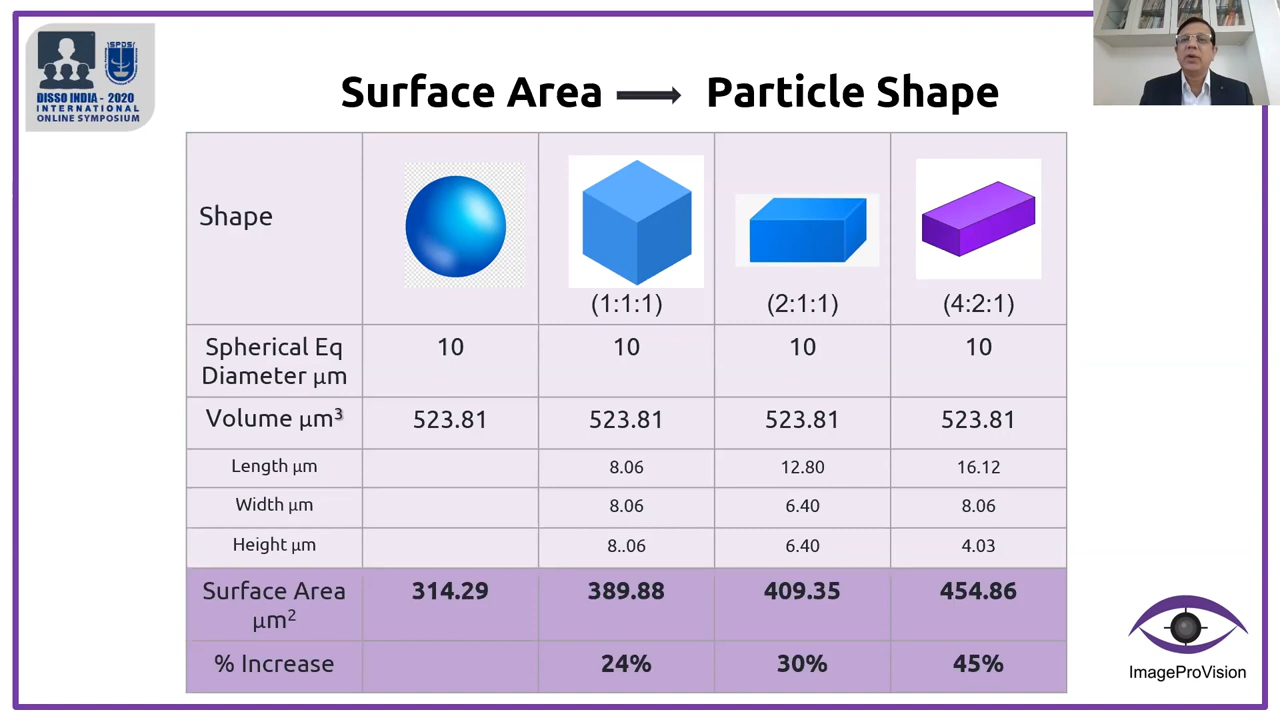 SPDS
DISSO INDIA - 2020
INTERNATIONAL
ONLINE SYMPOSIUM
Surface Area Particle Shape
Shape
(1:1:1) (2:1:1) (4:2:1)
Spherical Eq
Diameter µm 10 10 10 10
Volume µm³ 523.81 523.81 523.81 523.81
Length µm 8.06 12.80 16.12
Width µm 8.06 6.40 8.06
Height µm 8..06 6.40 4.03
Surface Area
µm² 314.29 389.88 409.35 454.86
% Increase 24% 30% 45%
ImageProVision